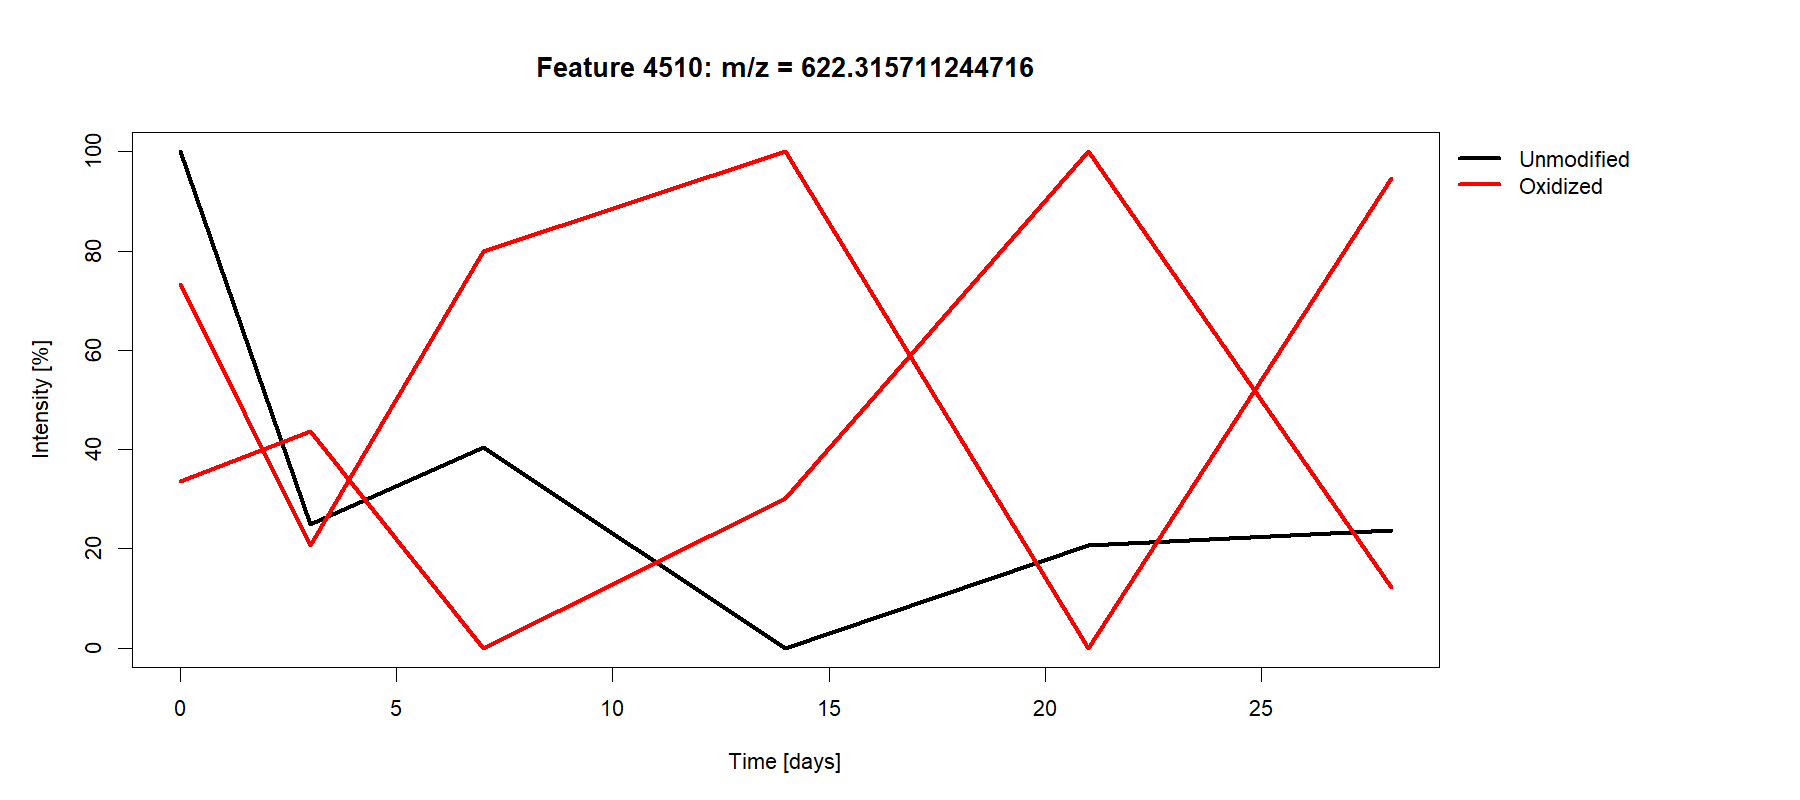 Feature 4510: m/z = 622.315711244716
Unmodified
Oxidized
Intensity [%]
100
80
60
40
20
0
0 5 10 15 20 25
Time [days]